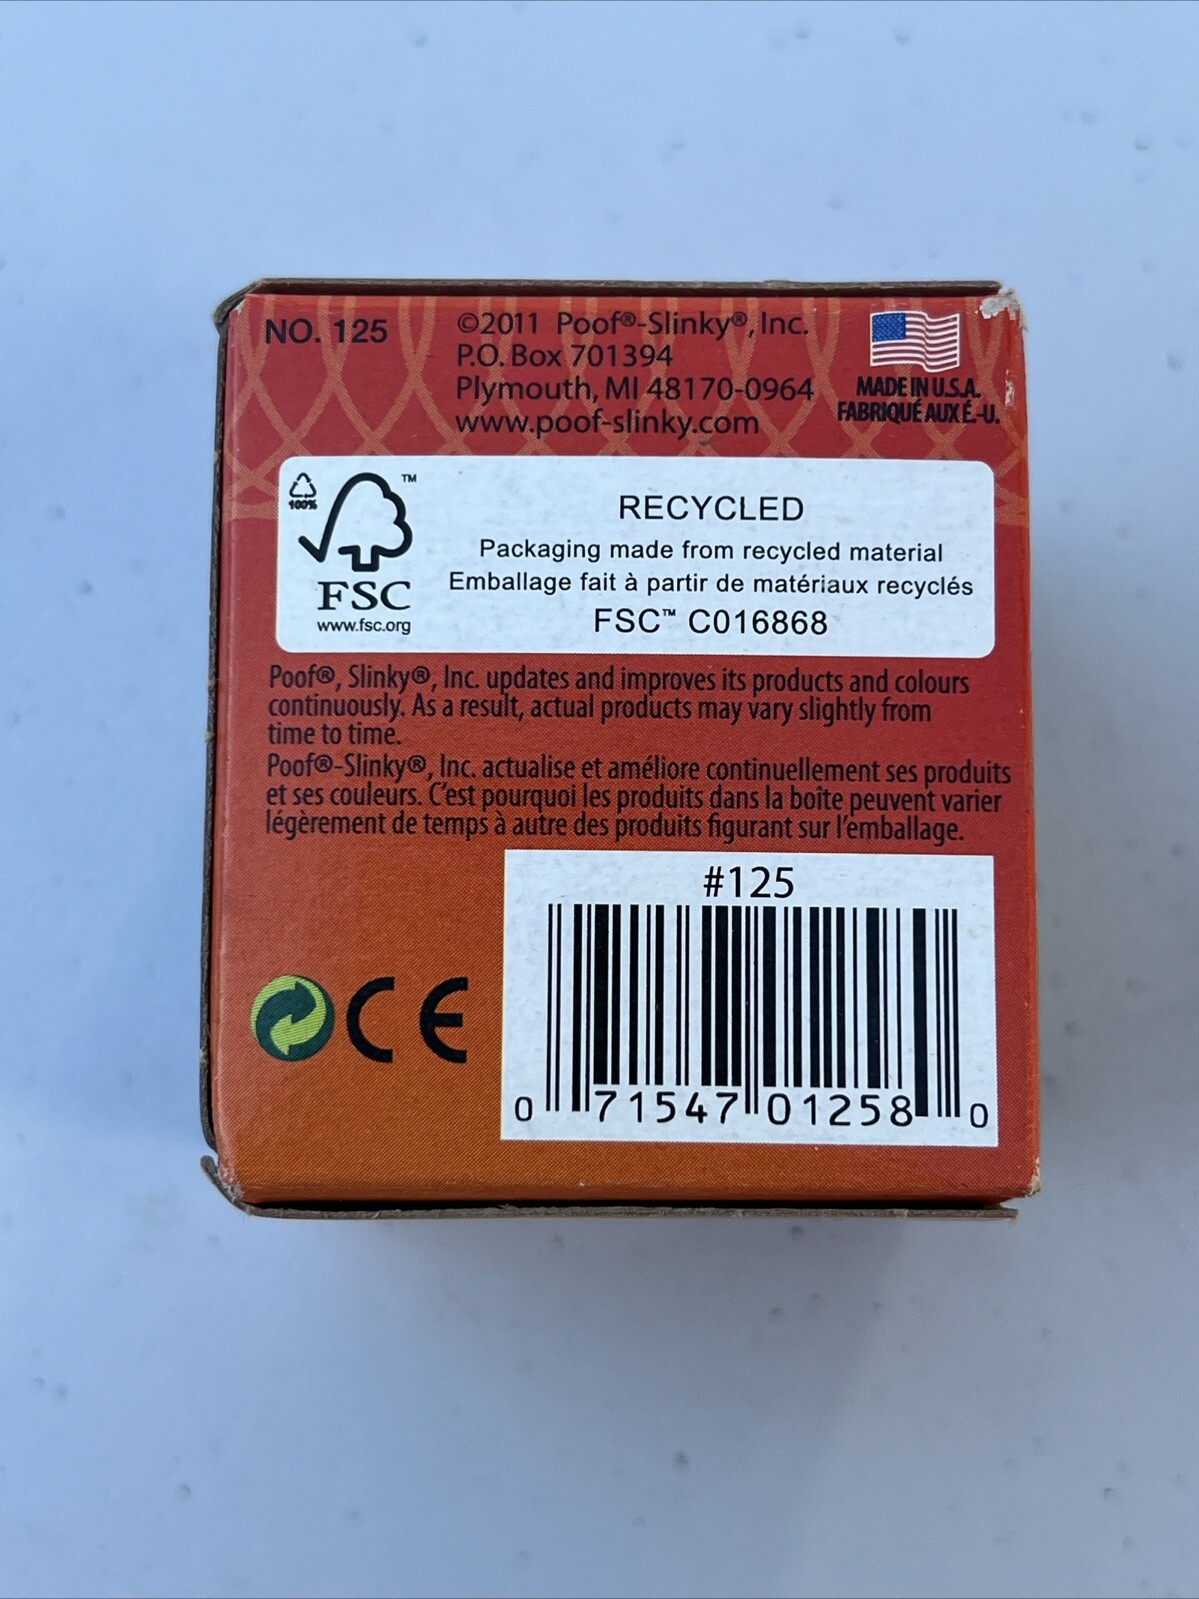 NO. 125
©2011 Poof®-Slinky®, Inc.
P.O. Box 701394
Plymouth, MI 48170-0964
www.poof-slinky.com
MADE IN U.S.A.
FABRIQUÉ AUX É.-U.
100%
™
FSC
www.fsc.org
RECYCLED
Packaging made from recycled material
Emballage fait à partir de matériaux recyclés
FSC™ C016868
Poof®, Slinky®, Inc. updates and improves its products and colours
continuously. As a result, actual products may vary slightly from
time to time.
Poof®-Slinky®, Inc. actualise et améliore continuellement ses produits
et ses couleurs. C'est pourquoi les produits dans la boîte peuvent varier
légèrement de temps à autre des produits figurant sur l'emballage.
CE
#125
0 71547 01258 0